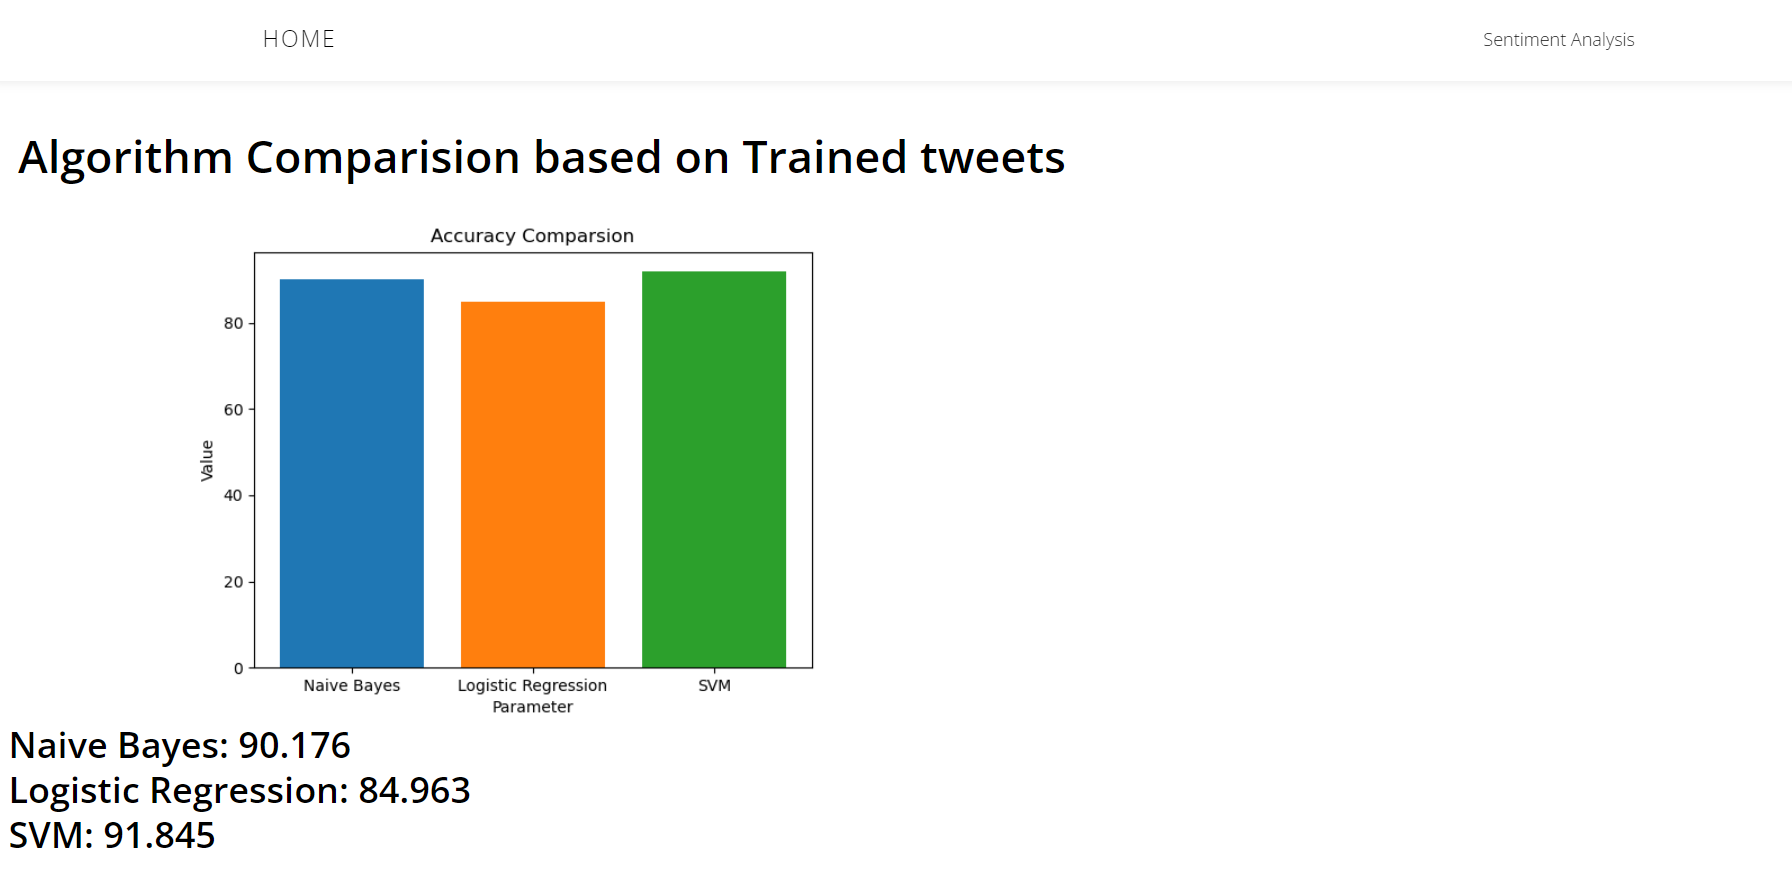 HOME
Sentiment Analysis
Algorithm Comparision based on Trained tweets
Accuracy Comparsion
80
60
40
20
0
Value
Naive Bayes
Logistic Regression
SVM
Parameter
Naive Bayes: 90.176
Logistic Regression: 84.963
SVM: 91.845